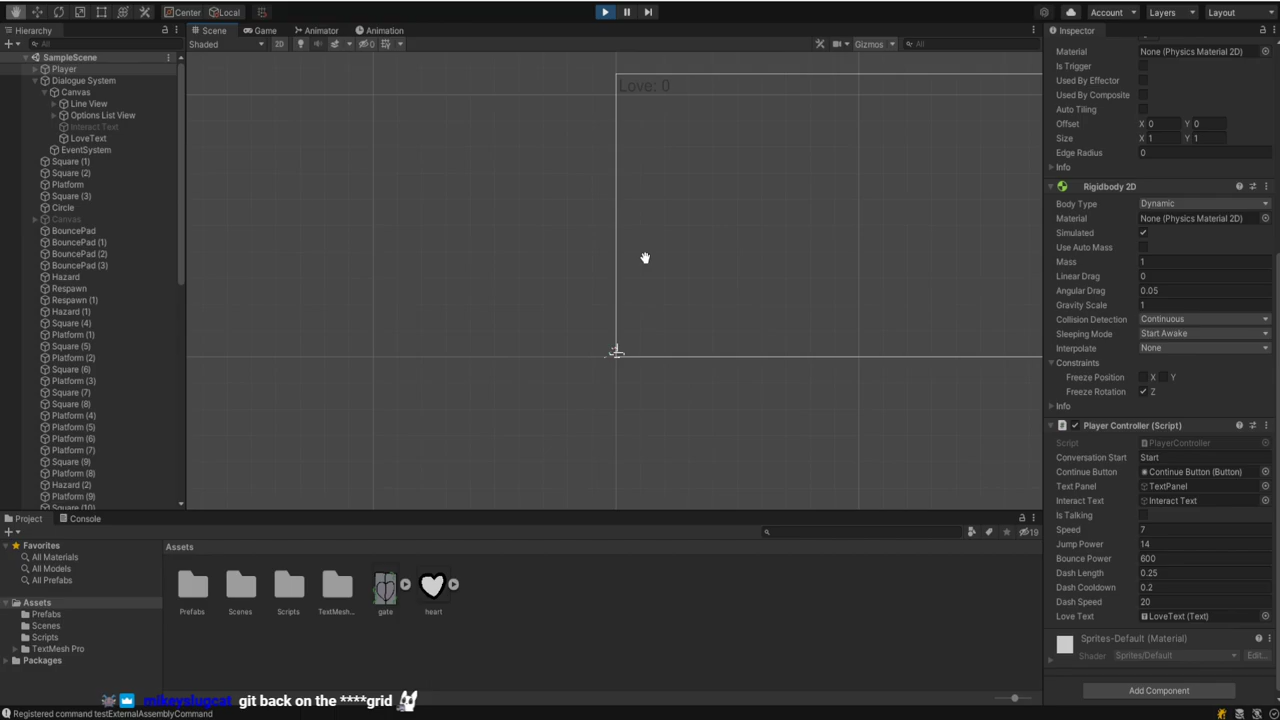 Center
Local
Account
Layers
Layout
Hierarchy
All
SampleScene
Player
Dialogue System
Canvas
Line View
Options List View
Interact Text
LoveText
EventSystem
Square (1)
Square (2)
Platform
Square (3)
Circle
Canvas
BouncePad
BouncePad (1)
BouncePad (2)
BouncePad (3)
Hazard
Respawn
Respawn (1)
Hazard (1)
Square (4)
Platform (1)
Square (5)
Platform (2)
Square (6)
Platform (3)
Square (7)
Square (8)
Platform (4)
Platform (5)
Platform (6)
Platform (7)
Square (9)
Platform (8)
Hazard (2)
Platform (9)
Square (10)
Scene
Game
Animator
Animation
Shaded
2D
0
Gizmos
All
Love: 0
Inspector
Material None (Physics Material 2D)
Is Trigger
Used By Effector
Used By Composite
Auto Tiling
Offset X 0 Y 0
Size X 1 Y 1
Edge Radius 0
Info
Rigidbody 2D
Body Type Dynamic
Material None (Physics Material 2D)
Simulated
Use Auto Mass
Mass 1
Linear Drag 0
Angular Drag 0.05
Gravity Scale 1
Collision Detection Continuous
Sleeping Mode Start Awake
Interpolate None
Constraints
Freeze Position X Y
Freeze Rotation Z
Info
Player Controller (Script)
Script PlayerController
Conversation Start Start
Continue Button Continue Button (Button)
Text Panel TextPanel
Interact Text Interact Text
Is Talking
Speed 7
Jump Power 14
Bounce Power 600
Dash Length 0.25
Dash Cooldown 0.2
Dash Speed 20
Love Text LoveText (Text)
Sprites-Default (Material)
Shader Sprites/Default Edit...
Add Component
Project
Console
19
Favorites
All Materials
All Models
All Prefabs
Assets
Prefabs
Scenes
Scripts
TextMesh Pro
Packages
Assets
Prefabs
Scenes
Scripts
TextMesh...
gate
heart
mikeyslugcat git back on the ****grid
Registered command testExternalAssemblyCommand